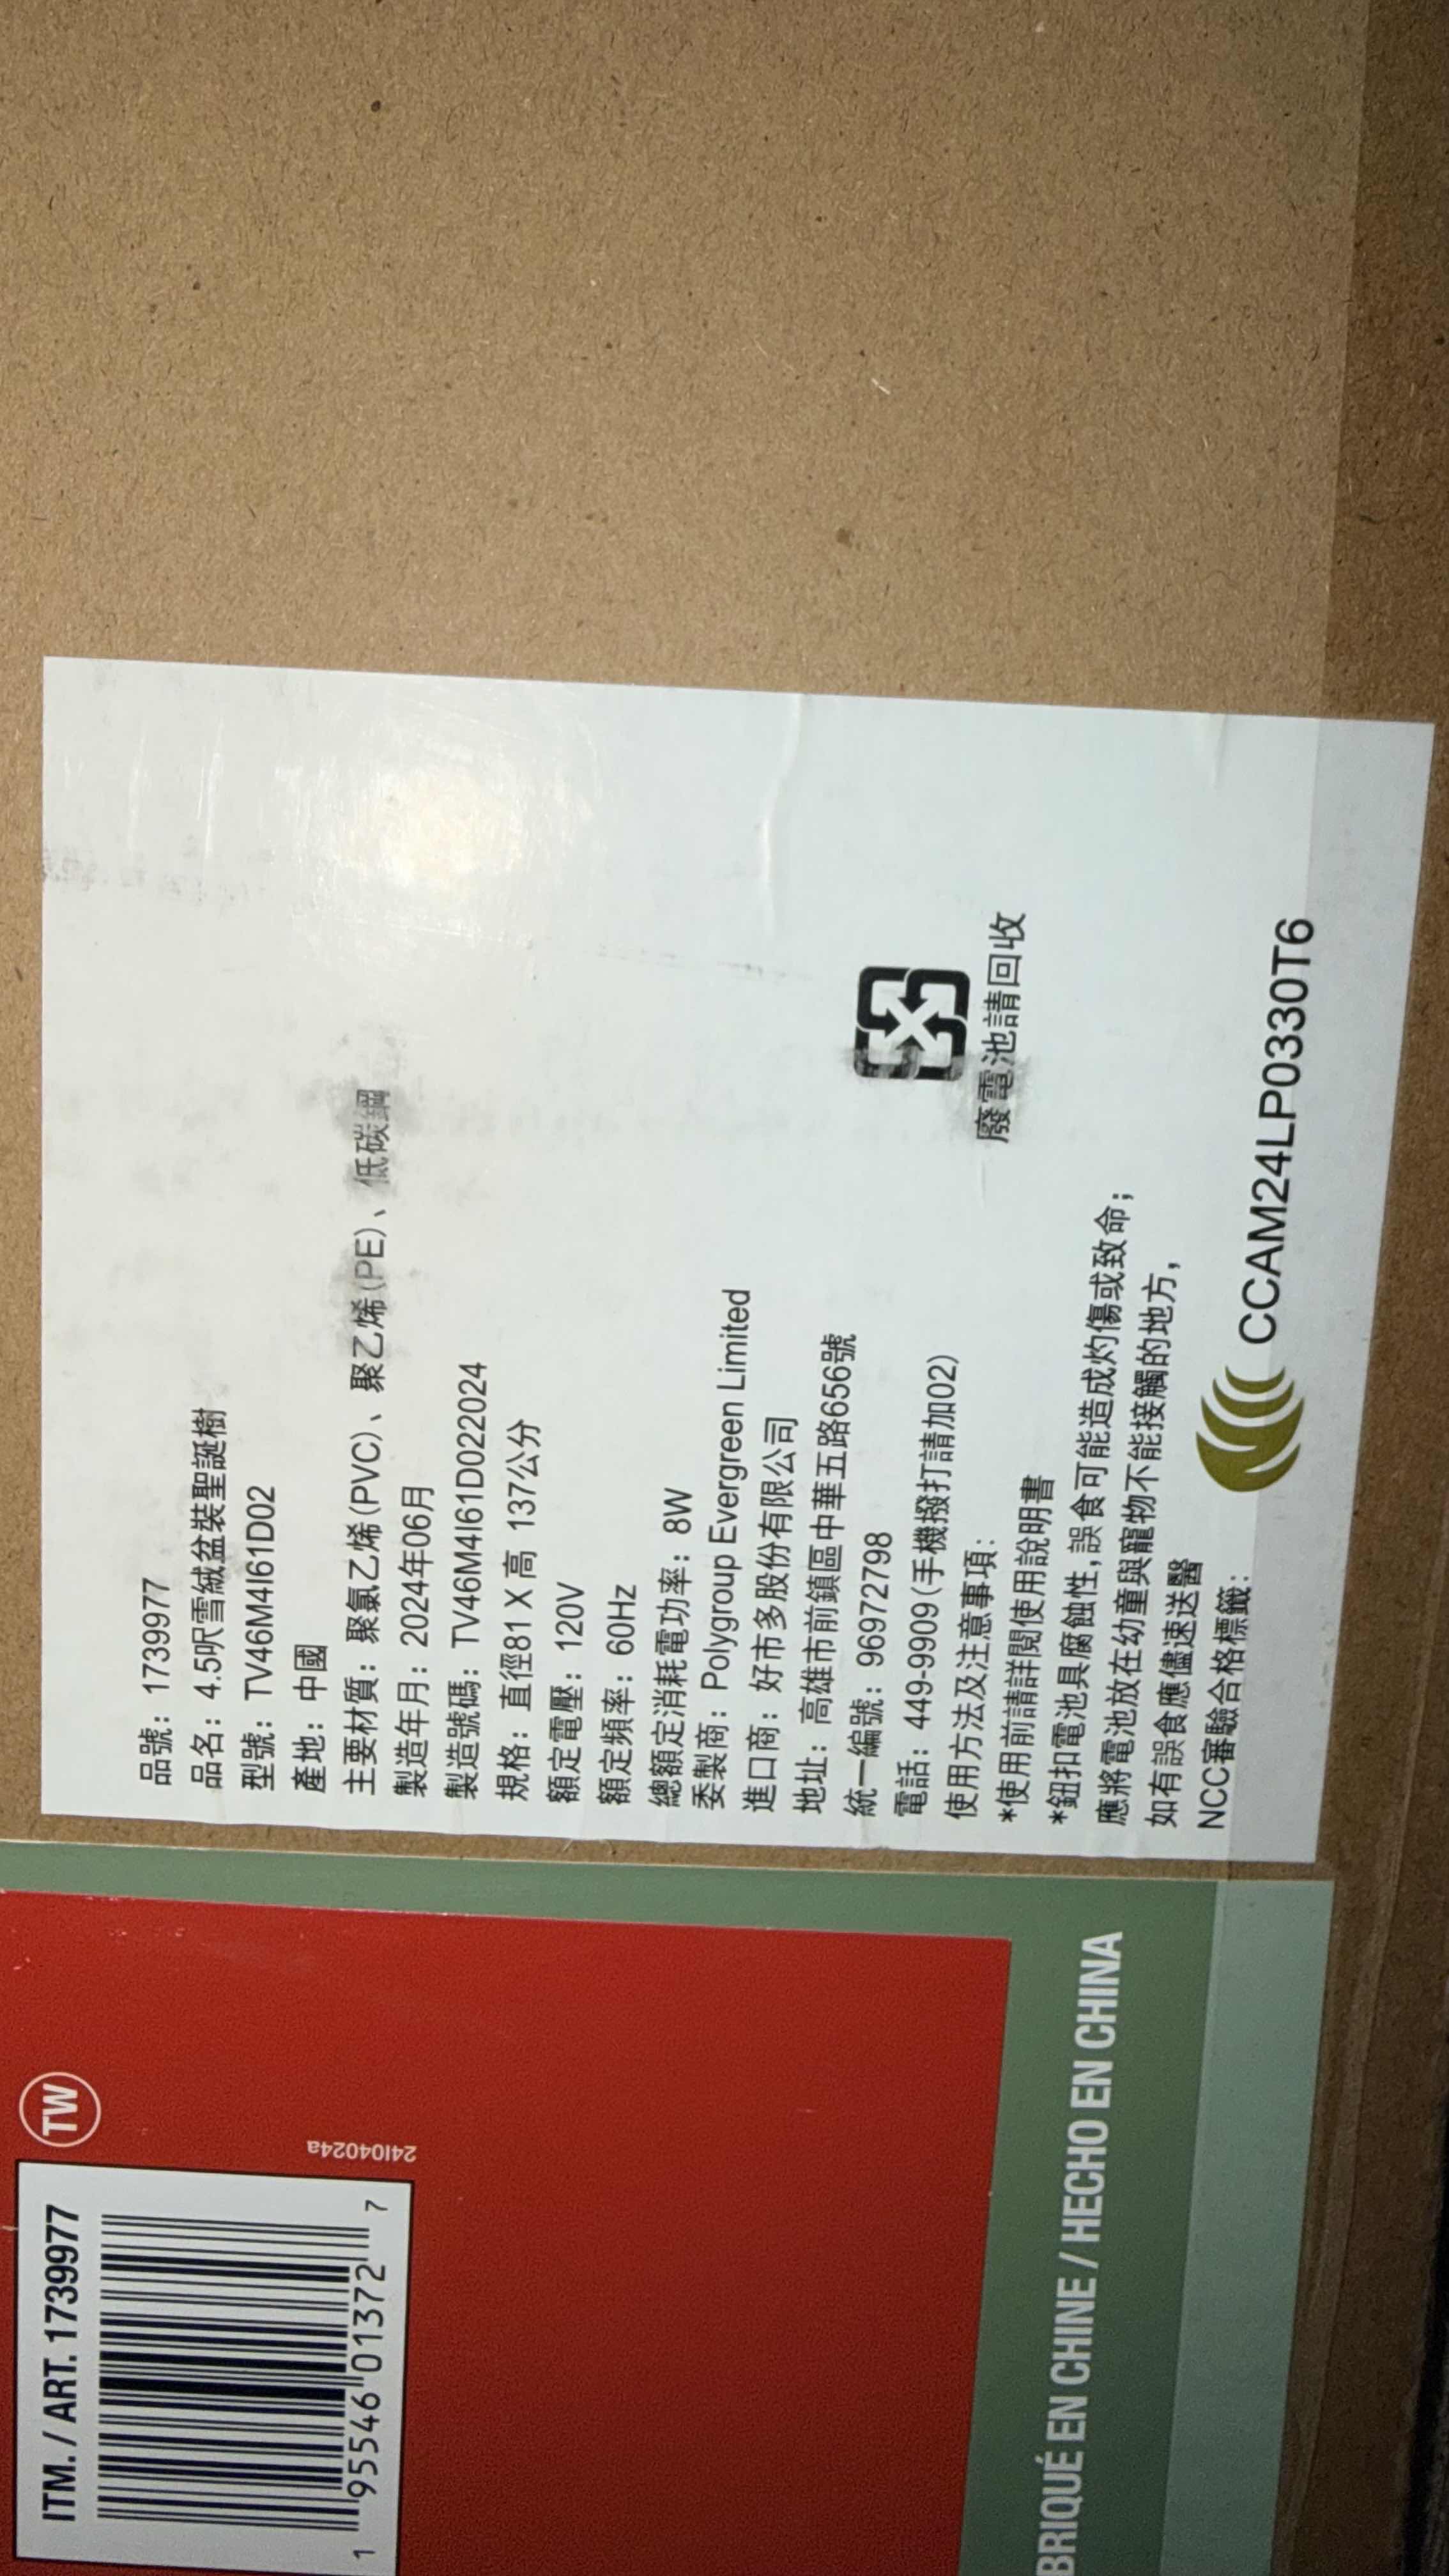 ITM. / ART. 1739977
TW
1 95546 01372 7
24I04024a
BRIQUÉ EN CHINE / HECHO EN CHINA
品號：1739977
品名：4.5呎雪絨盆裝聖誕樹
型號：TV46M4I61D02
產地：中國
主要材質：聚氯乙烯(PVC)、聚乙烯(PE)、低碳鋼
製造年月：2024年06月
製造號碼：TV46M4I61D022024
規格：直徑81 X 高 137公分
額定電壓：120V
額定頻率：60Hz
總額定消耗電功率：8W
委製商：Polygroup Evergreen Limited
進口商：好市多股份有限公司
地址：高雄市前鎮區中華五路656號
統一編號：96972798
電話：449-9909(手機撥打請加02)
使用方法及注意事項：
*使用前請詳閱使用說明書
*鈕扣電池具腐蝕性,誤食可能造成灼傷或致命；
應將電池放在幼童與寵物不能接觸的地方，
如有誤食應儘速送醫
NCC審驗合格標籤：
CCAM24LP0330T6
廢電池請回收